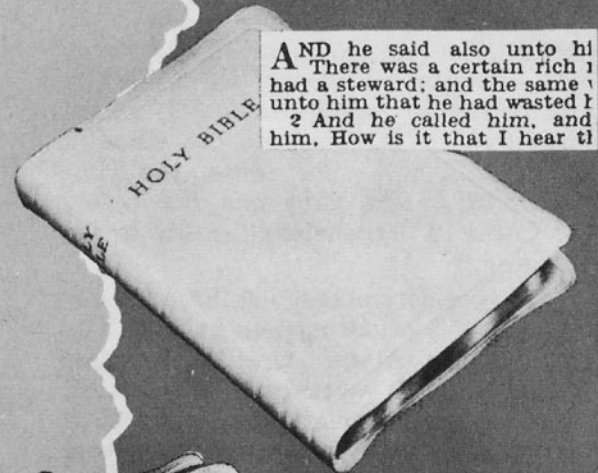 AND he said also unto
There was a certain rich
had a steward; and the same
unto him that he had wasted
2 And he called him, and
him, How is it that I hear
HOLY BIBLE